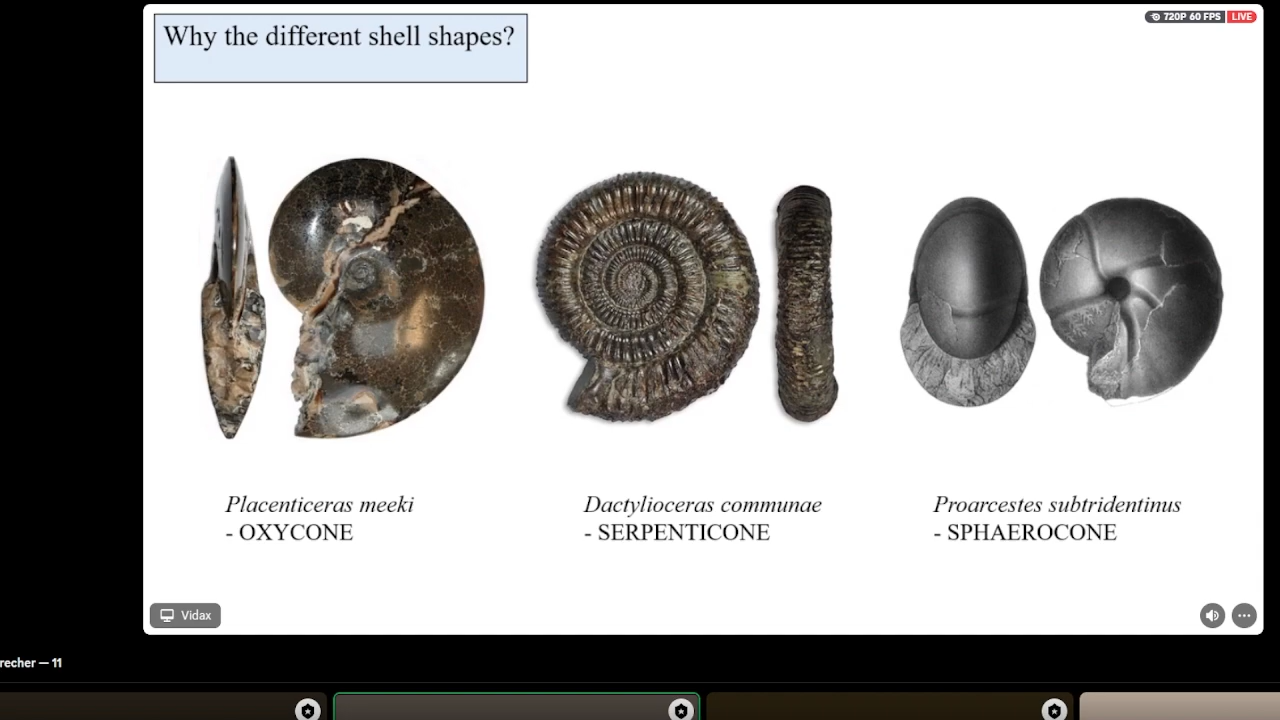 720P 60 FPS LIVE
Why the different shell shapes?
Placenticeras meeki
- OXYCONE
Dactylioceras communae
- SERPENTICONE
Proarcestes subtridentinus
- SPHAEROCONE
Vidax
recher — 11